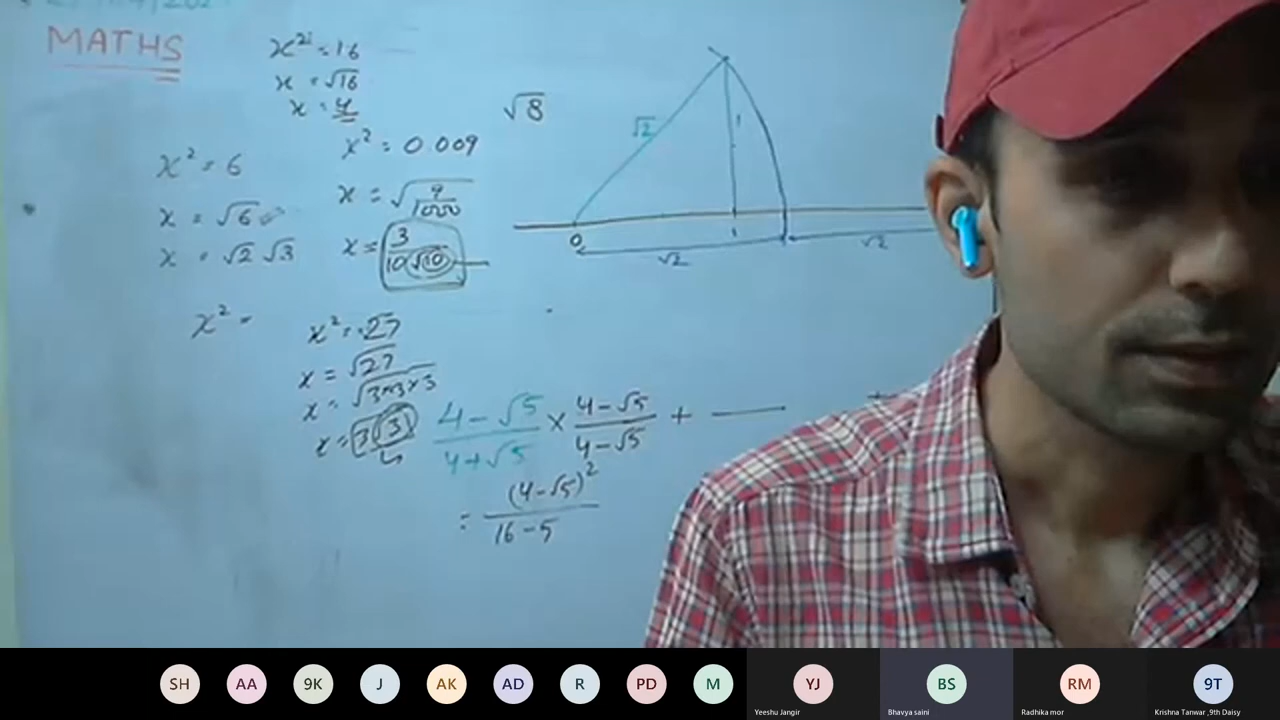 MATHS
x² = 16
x = √16
x = 4
x² = 6
x = √6
x = √2 √3
x² =
x² = 0.009
x = √9/1000
x = 3/10√10
x² = 27
x = √27
x = √3×3×3
x = 3√3
√8
√2
1
0
1
√2
√2
4-√5/4+√5 × 4-√5/4-√5 +
= (4-√5)²/16-5
SH AA 9K J AK AD R PD M YJ BS RM 9T
Yeeshu Jangir
Bhavya saini
Radhika mor
Krishna Tanwar ,9th Daisy